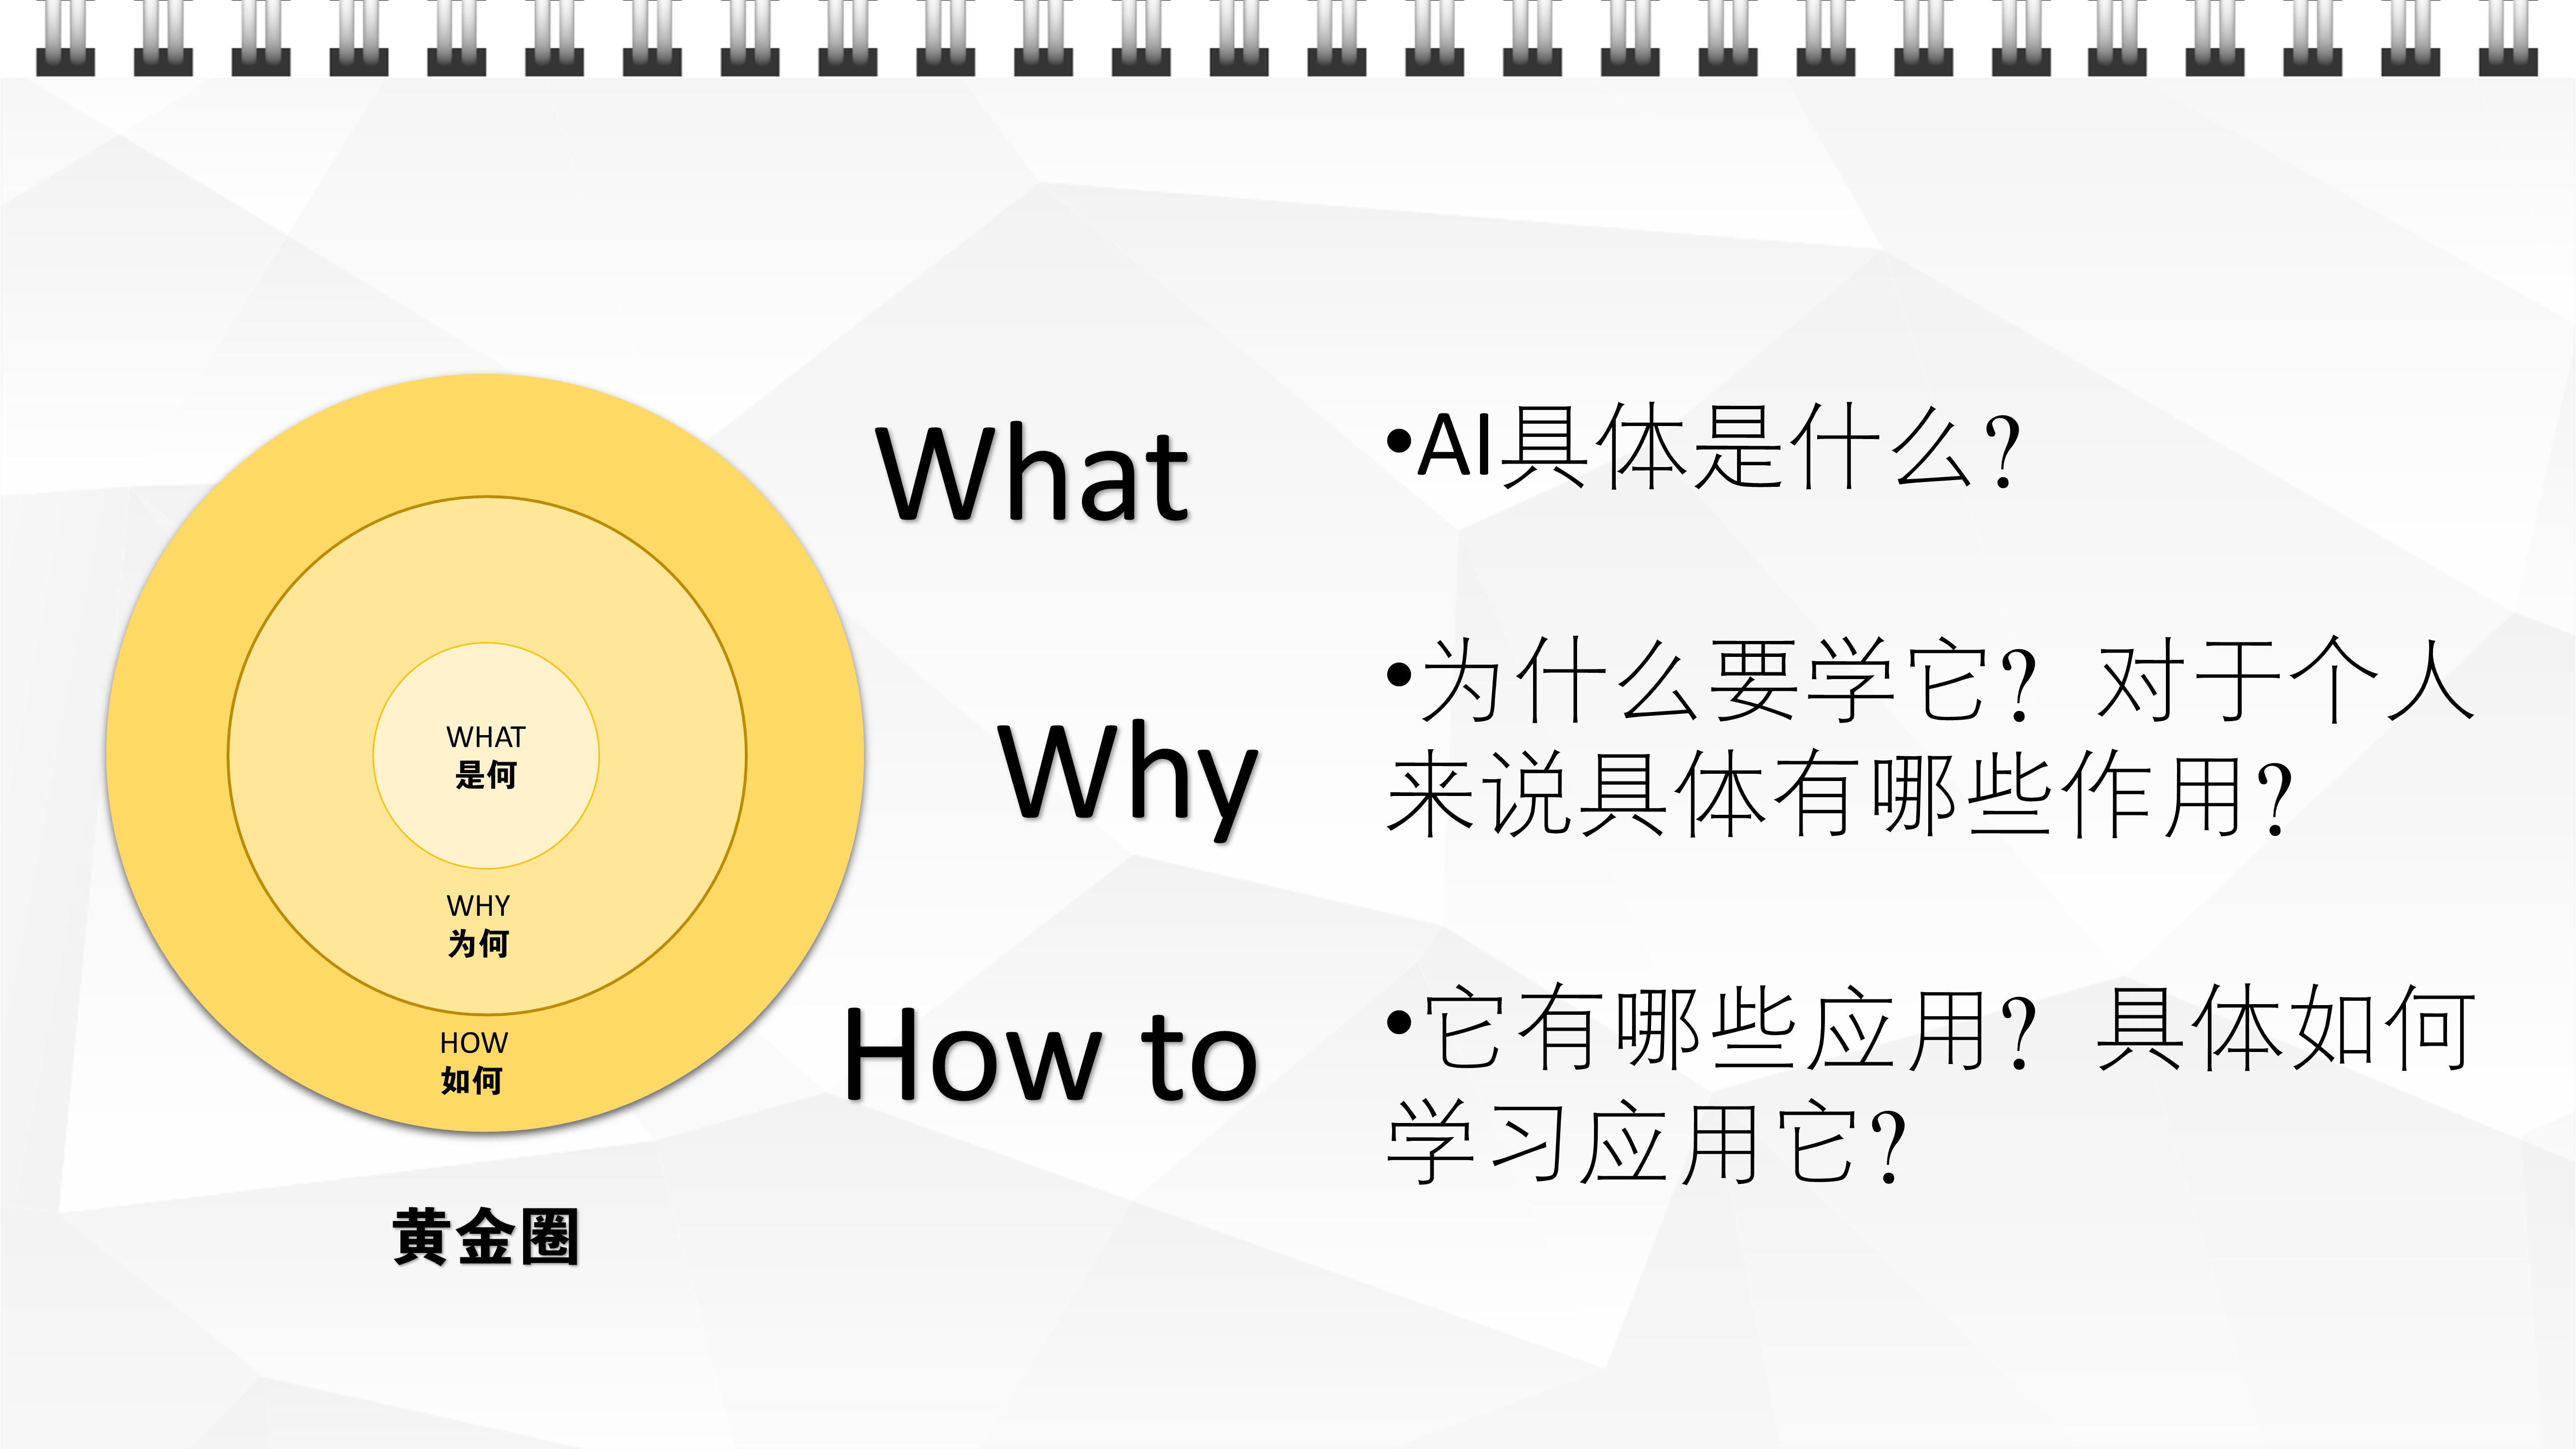 WHAT
是何
WHY
为何
HOW
如何
黄金圈
What
•AI具体是什么？
Why
•为什么要学它？对于个人
来说具体有哪些作用？
How to
•它有哪些应用？具体如何
学习应用它？